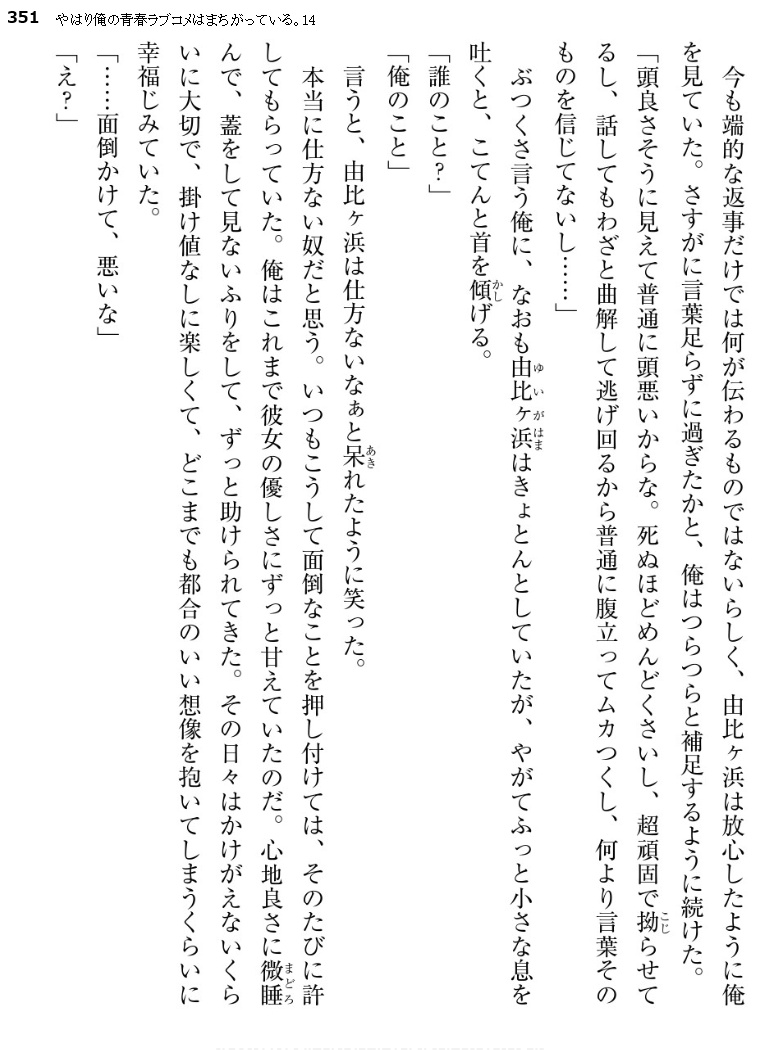 351 やはり俺の青春ラブコメはまちがっている。14
　今も端的な返事だけでは何が伝わるものではないらしく、由比ヶ浜は放心したように俺
を見ていた。さすがに言葉足らずに過ぎたかと、俺はつらつらと補足するように続けた。
「頭良さそうに見えて普通に頭悪いからな。死ぬほどめんどくさいし、超頑固で拗らせて
るし、話してもわざと曲解して逃げ回るから普通に腹立ってムカつくし、何より言葉その
ものを信じてないし……」
　ぶつくさ言う俺に、なおも由比ヶ浜はきょとんとしていたが、やがてふっと小さな息を
吐くと、こてんと首を傾げる。
「誰のこと？」
「俺のこと」
　言うと、由比ヶ浜は仕方ないなぁと呆れたように笑った。
　本当に仕方ない奴だと思う。いつもこうして面倒なことを押し付けては、そのたびに許
してもらっていた。俺はこれまで彼女の優しさにずっと甘えていたのだ。心地良さに微睡
んで、蓋をして見ないふりをして、ずっと助けられてきた。その日々はかけがえないくら
いに大切で、掛け値なしに楽しくて、どこまでも都合のいい想像を抱いてしまうくらいに
幸福じみていた。
「……面倒かけて、悪いな」
「え？」